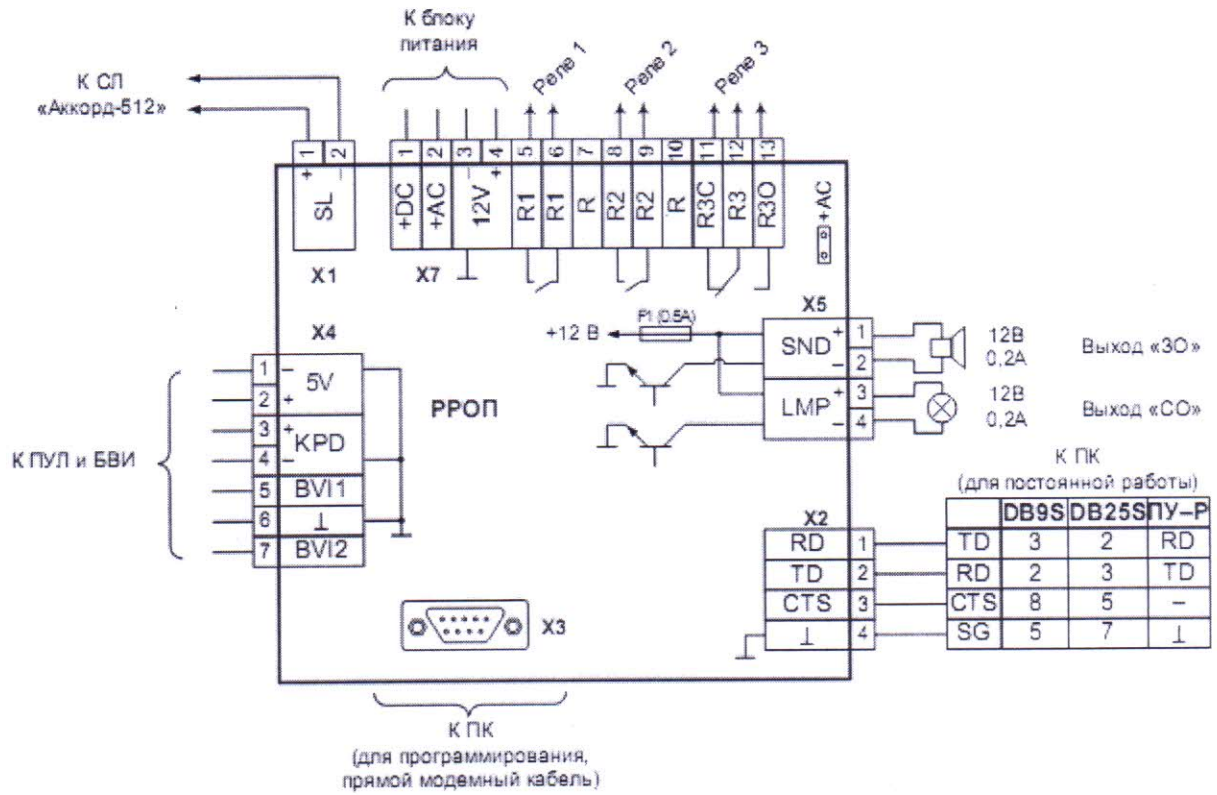 К блоку
питания
К СЛ
«Аккорд-512»
Реле 1
Реле 2
Реле 3
1 2
+ −
SL
X1
1 2 3 4 5 6 7 8 9 10 11 12 13
− +
+DC +AC 12V R1 R1 R R2 R2 R R3C R3 R3O
X7
+AC
X4
X5
+12 В
F1 (0.5A)
SND + − 1 2
12В
0,2А
Выход «ЗО»
LMP + − 3 4
12В
0,2А
Выход «СО»
РРОП
К ПУЛ и БВИ
1 − 5V
2 +
3 + KPD
4 −
5 BVI1
6 ⊥
7 BVI2
К ПК
(для постоянной работы)
X2
DB9S DB25S ПУ–Р
RD 1 TD 3 2 RD
TD 2 RD 2 3 TD
CTS 3 CTS 8 5 –
⊥ 4 SG 5 7 ⊥
X3
К ПК
(для программирования,
прямой модемный кабель)